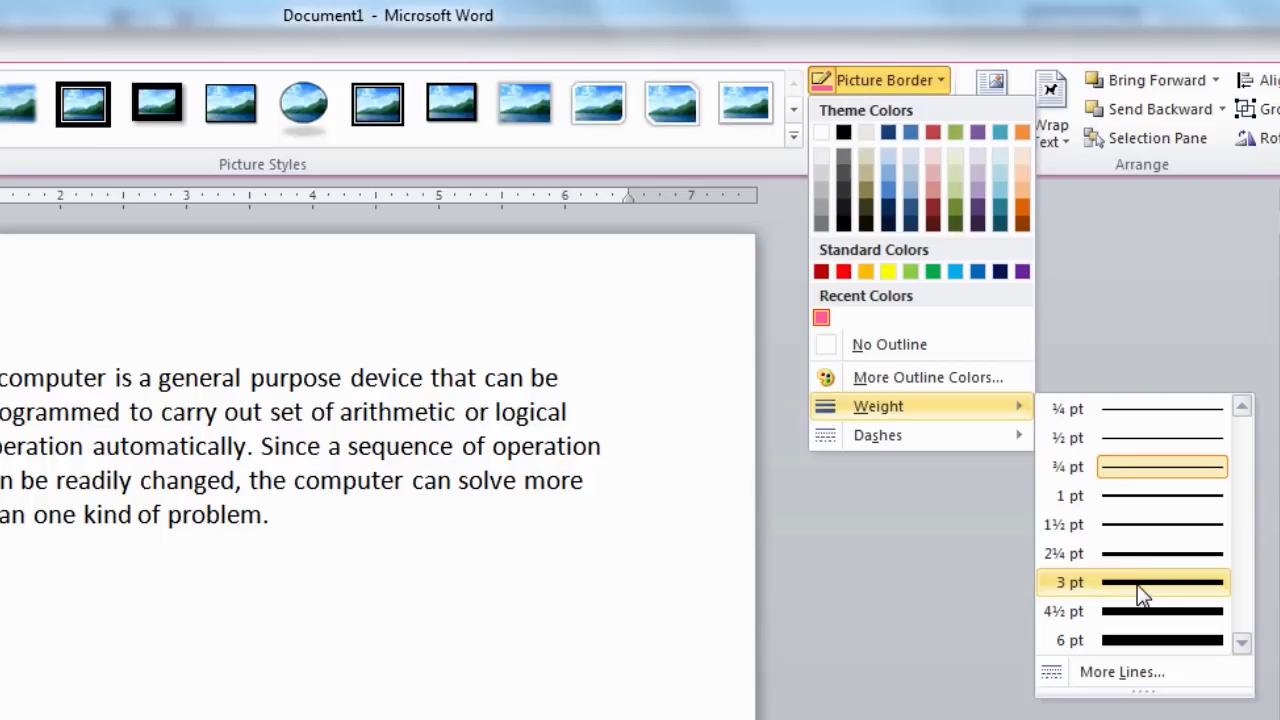 Document1 - Microsoft Word
Picture Border
Bring Forward
Send Backward
Selection Pane
Wrap
Text
Picture Styles
Arrange
2 3 4 5 6 7
Theme Colors
Standard Colors
Recent Colors
No Outline
More Outline Colors...
Weight
Dashes
¼ pt
½ pt
¾ pt
1 pt
1½ pt
2¼ pt
3 pt
4½ pt
6 pt
More Lines...
computer is a general purpose device that can be
ogrammed to carry out set of arithmetic or logical
peration automatically. Since a sequence of operation
n be readily changed, the computer can solve more
an one kind of problem.